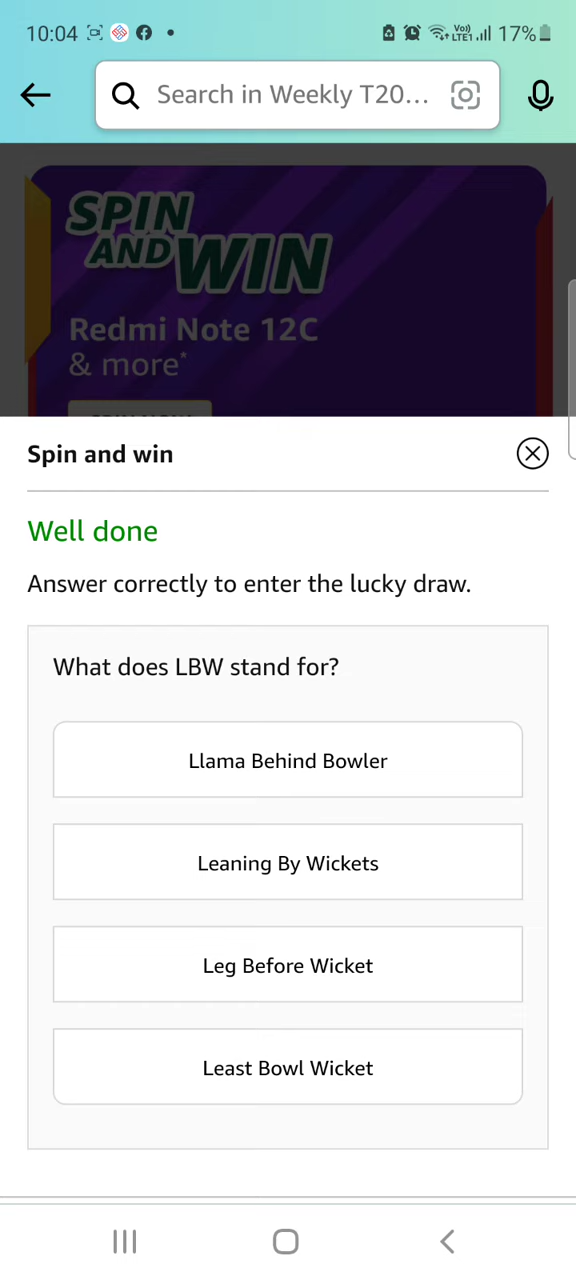 10:04
Vo))
LTE1
17%
Search in Weekly T20...
SPIN
AND WIN
Redmi Note 12C
& more*
Spin and win
Well done
Answer correctly to enter the lucky draw.
What does LBW stand for?
Llama Behind Bowler
Leaning By Wickets
Leg Before Wicket
Least Bowl Wicket